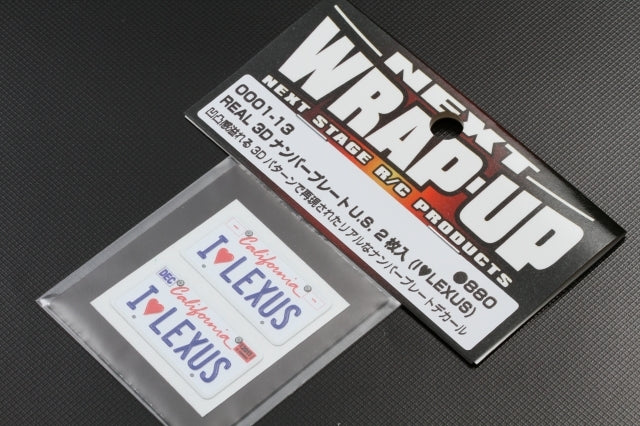 NEXT
WRAP-UP
NEXT STAGE R/C PRODUCTS
0001-13
REAL 3D ナンバープレート U.S. 2枚入 (I♥LEXUS)
●880
凹凸感溢れる3Dパターンで再現されたリアルなナンバープレートデカール
California
I♥LEXUS
DEC
California
I♥LEXUS